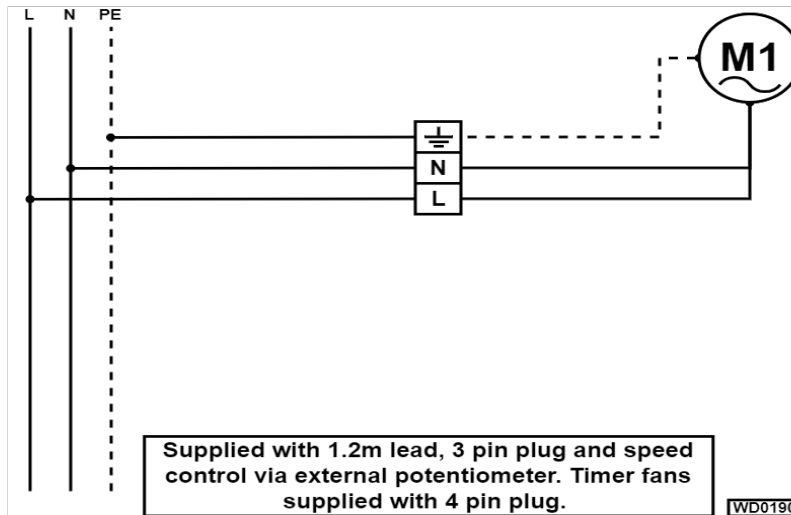 L N PE
M1
N
L
Supplied with 1.2m lead, 3 pin plug and speed
control via external potentiometer. Timer fans
supplied with 4 pin plug.
WD0190